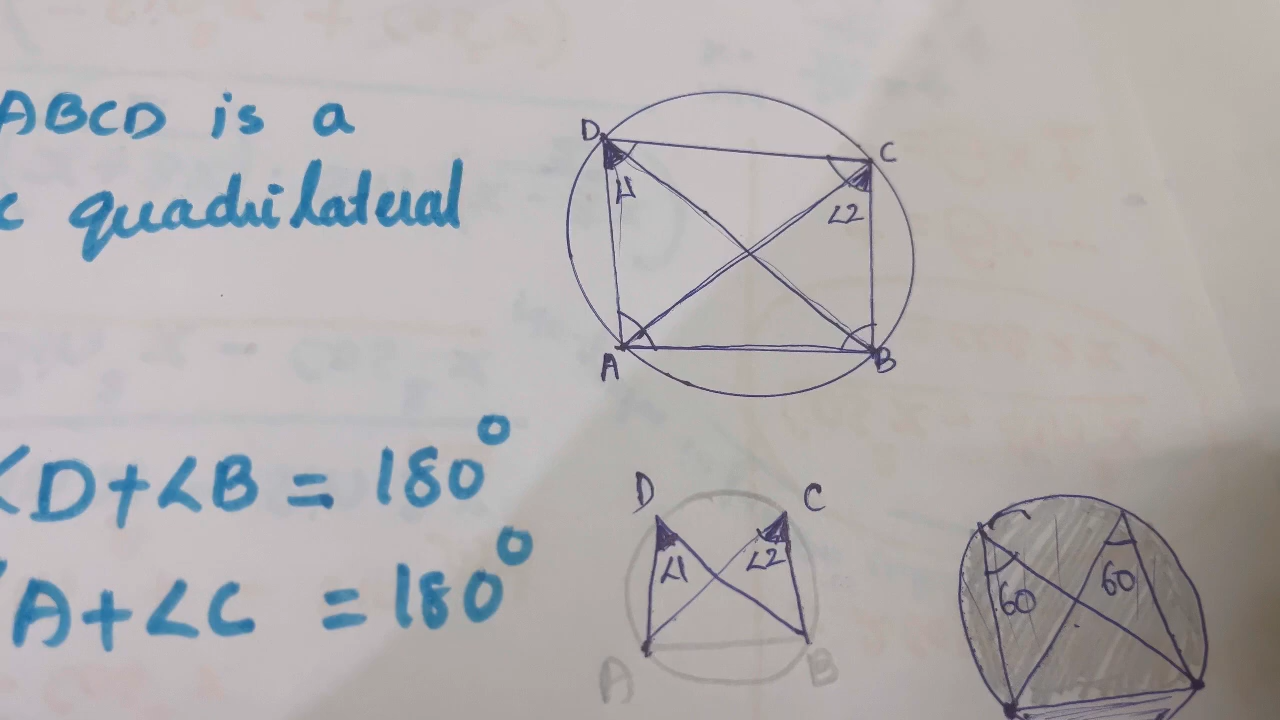 ABCD is a
c quadrilateral
∠D+∠B = 180°
A+∠C = 180°
D
C
∠1
∠2
A
B
D
C
∠1
∠2
A
B
60
60